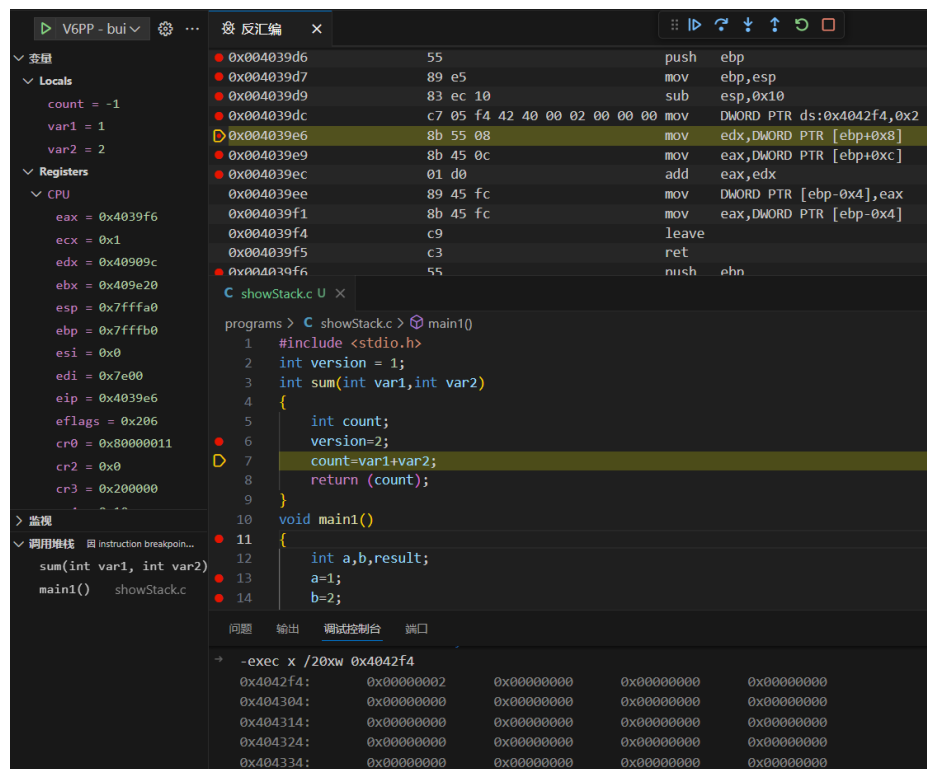 V6PP - bui
反汇编
变量
Locals
count = -1
var1 = 1
var2 = 2
Registers
CPU
eax = 0x4039f6
ecx = 0x1
edx = 0x40909c
ebx = 0x409e20
esp = 0x7fffa0
ebp = 0x7fffb0
esi = 0x0
edi = 0x7e00
eip = 0x4039e6
eflags = 0x206
cr0 = 0x80000011
cr2 = 0x0
cr3 = 0x200000
监视
调用堆栈 因 instruction breakpoin...
sum(int var1, int var2)
main1() showStack.c
0x004039d6 55 push ebp
0x004039d7 89 e5 mov ebp,esp
0x004039d9 83 ec 10 sub esp,0x10
0x004039dc c7 05 f4 42 40 00 02 00 00 00 mov DWORD PTR ds:0x4042f4,0x2
0x004039e6 8b 55 08 mov edx,DWORD PTR [ebp+0x8]
0x004039e9 8b 45 0c mov eax,DWORD PTR [ebp+0xc]
0x004039ec 01 d0 add eax,edx
0x004039ee 89 45 fc mov DWORD PTR [ebp-0x4],eax
0x004039f1 8b 45 fc mov eax,DWORD PTR [ebp-0x4]
0x004039f4 c9 leave
0x004039f5 c3 ret
0x004039f6 55 push ebp
C showStack.c U
programs > C showStack.c > main1()
1 #include <stdio.h>
2 int version = 1;
3 int sum(int var1,int var2)
4 {
5 int count;
6 version=2;
7 count=var1+var2;
8 return (count);
9 }
10 void main1()
11 {
12 int a,b,result;
13 a=1;
14 b=2;
问题 输出 调试控制台 端口
-exec x /20xw 0x4042f4
0x4042f4: 0x00000002 0x00000000 0x00000000 0x00000000
0x404304: 0x00000000 0x00000000 0x00000000 0x00000000
0x404314: 0x00000000 0x00000000 0x00000000 0x00000000
0x404324: 0x00000000 0x00000000 0x00000000 0x00000000
0x404334: 0x00000000 0x00000000 0x00000000 0x00000000